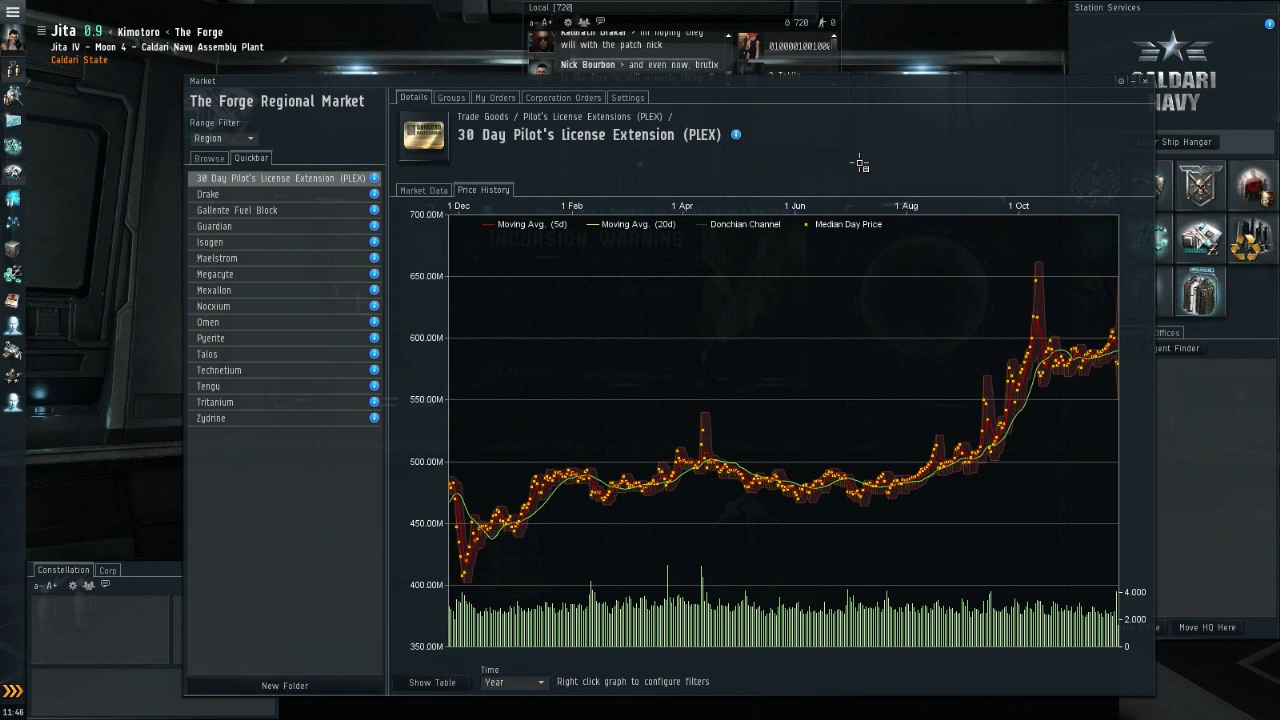 Jita 0.9 < Kimotoro < The Forge
Jita IV - Moon 4 - Caldari Navy Assembly Plant
Caldari State
Local [720]
a- A+
0 720
0
will with the patch nick
Nick Bourbon > and even now, brutix
Station Services
CALDARI
NAVY
Ship Hangar
Offices
Agent Finder
Move HQ Here
Market
The Forge Regional Market
Range Filter
Region
Browse
Quickbar
30 Day Pilot's License Extension (PLEX)
Drake
Gallente Fuel Block
Guardian
Isogen
Maelstrom
Megacyte
Mexallon
Nocxium
Omen
Pyerite
Talos
Technetium
Tengu
Tritanium
Zydrine
New Folder
Details
Groups
My Orders
Corporation Orders
Settings
Trade Goods / Pilot's License Extensions (PLEX) /
30 Day Pilot's License Extension (PLEX)
Market Data
Price History
1 Dec 1 Feb 1 Apr 1 Jun 1 Aug 1 Oct
Moving Avg. (5d) Moving Avg. (20d) Donchian Channel Median Day Price
INCURSION WARNING
700.00M
650.00M
600.00M
550.00M
500.00M
450.00M
400.00M
350.00M
4.000
2.000
0
Show Table
Time
Year
Right click graph to configure filters
Constellation
Corp
a- A+
11:46